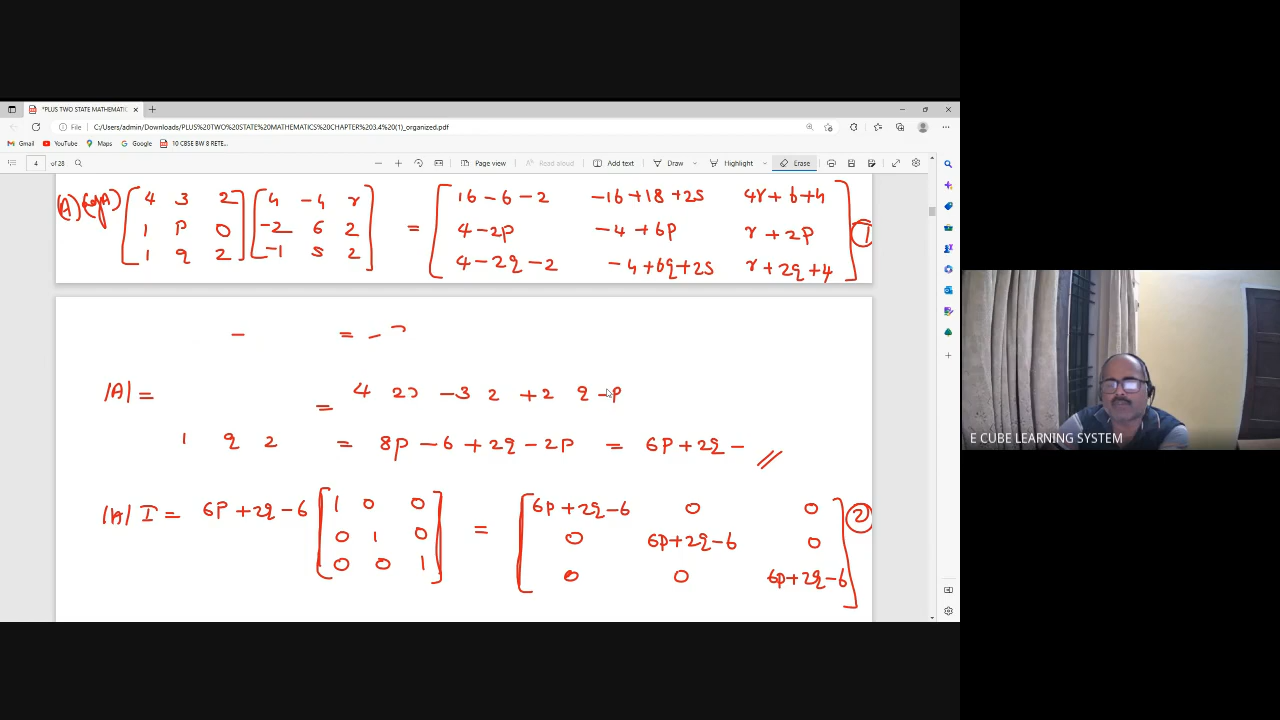 *PLUS TWO STATE MATHEMATIC
File C:/Users/admin/Downloads/PLUS%20TWO%20STATE%20MATHEMATICS%20CHAPTER%203.4%20(1)_organized.pdf
Gmail YouTube Maps Google 10 CBSE BW 8 RETE...
4 of 28 Page view Read aloud Add text Draw Highlight Erase
(A)(adjA) [4 3 2] [4 -4 r] = [16-6-2 -16+18+2s 4r+6+4] ①
[1 p 0] [-2 6 2] [4-2p -4+6p r+2p]
[1 q 2] [-1 s 2] [4-2q-2 -4+6q+2s r+2q+4]
- = -
|A| = = 4 2 -3 2 +2 q-p
1 q 2 = 8p-6+2q-2p = 6p+2q- //
|A| I = 6p+2q-6 [1 0 0] = [6p+2q-6 0 0] ②
[0 1 0] [0 6p+2q-6 0]
[0 0 1] [0 0 6p+2q-6]
E CUBE LEARNING SYSTEM